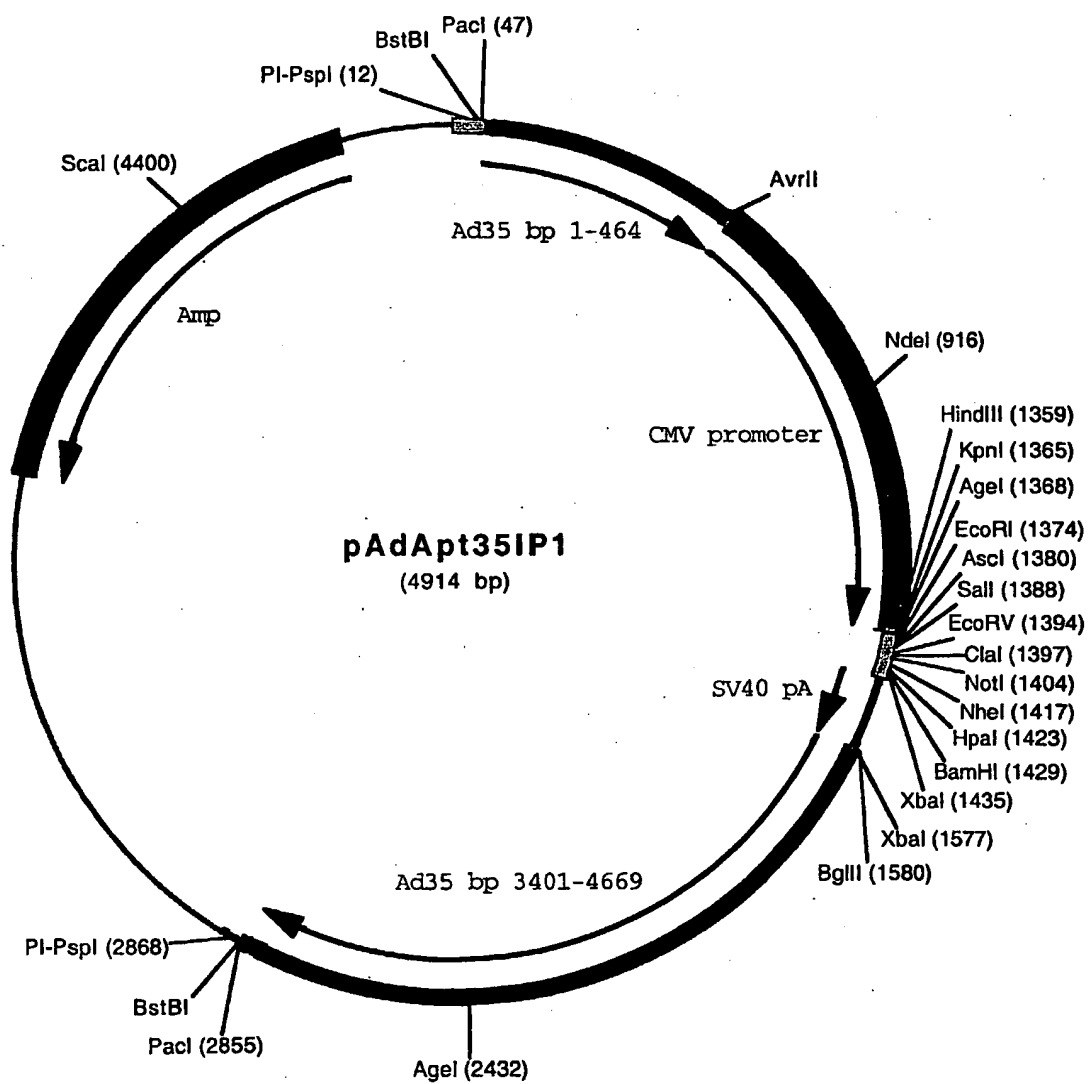 PacI (47)
BstBI
PI-PspI (12)
ScaI (4400)
AvrII
Ad35 bp 1-464
Amp
NdeI (916)
HindIII (1359)
CMV promoter
KpnI (1365)
AgeI (1368)
EcoRI (1374)
pAdApt35IP1
(4914 bp)
AscI (1380)
SalI (1388)
EcoRV (1394)
ClaI (1397)
NotI (1404)
SV40 pA
NheI (1417)
HpaI (1423)
BamHI (1429)
XbaI (1435)
XbaI (1577)
BglII (1580)
Ad35 bp 3401-4669
PI-PspI (2868)
BstBI
PacI (2855)
AgeI (2432)